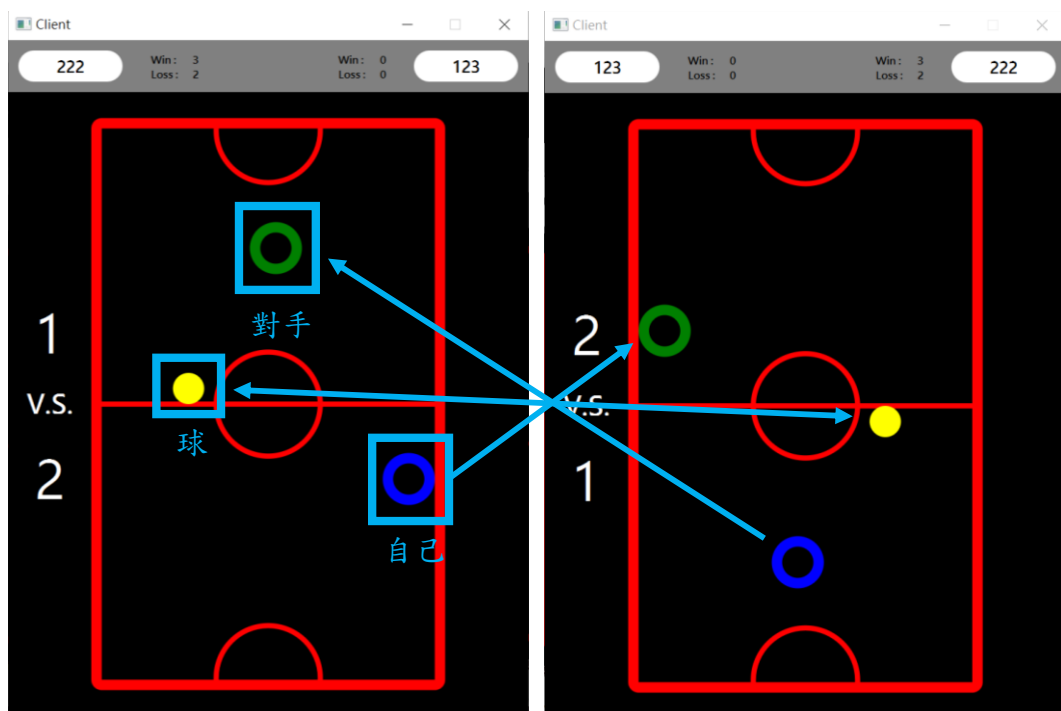 Client
222
Win: 3
Loss: 2
Win: 0
Loss: 0
123
對手
1
V.S.
球
2
自己
Client
123
Win: 0
Loss: 0
Win: 3
Loss: 2
222
2
V.S.
1